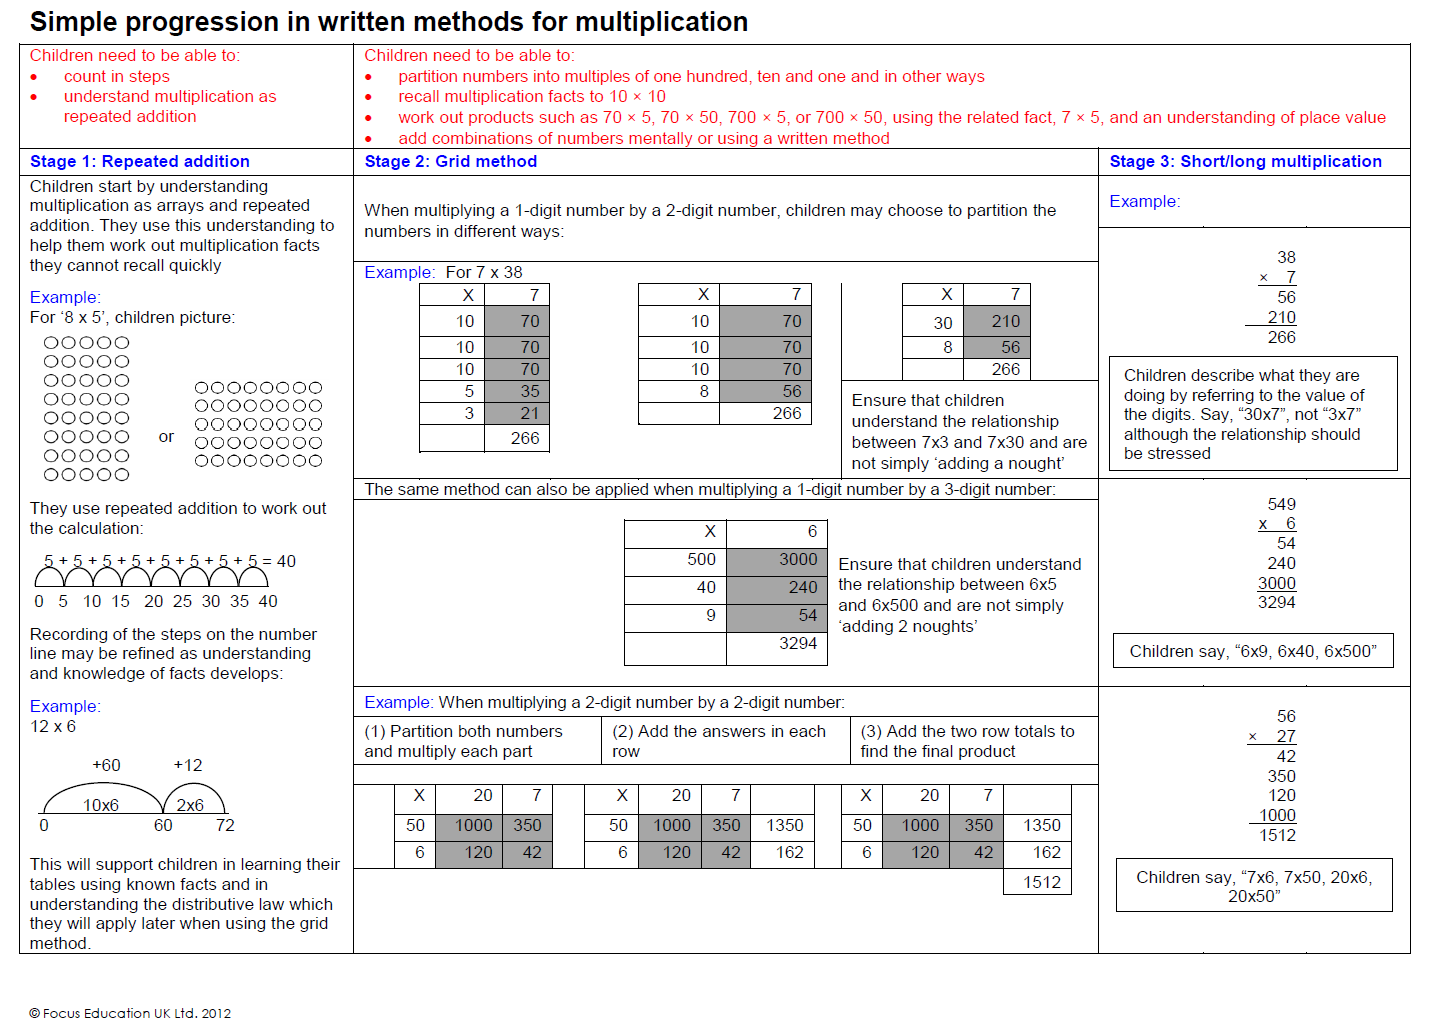 Simple progression in written methods for multiplication
Children need to be able to:
• count in steps
• understand multiplication as
repeated addition
Children need to be able to:
• partition numbers into multiples of one hundred, ten and one and in other ways
• recall multiplication facts to 10 × 10
• work out products such as 70 × 5, 70 × 50, 700 × 5, or 700 × 50, using the related fact, 7 × 5, and an understanding of place value
• add combinations of numbers mentally or using a written method
Stage 1: Repeated addition
Children start by understanding
multiplication as arrays and repeated
addition. They use this understanding to
help them work out multiplication facts
they cannot recall quickly
Example:
For ‘8 x 5’, children picture:
or
They use repeated addition to work out
the calculation:
5 + 5 + 5 + 5 + 5 + 5 + 5 + 5 = 40
0 5 10 15 20 25 30 35 40
Recording of the steps on the number
line may be refined as understanding
and knowledge of facts develops:
Example:
12 x 6
+60 +12
10x6 2x6
0 60 72
This will support children in learning their
tables using known facts and in
understanding the distributive law which
they will apply later when using the grid
method.
Stage 2: Grid method
When multiplying a 1-digit number by a 2-digit number, children may choose to partition the
numbers in different ways:
Example: For 7 x 38
X 7
10 70
10 70
10 70
5 35
3 21
266
X 7
10 70
10 70
10 70
8 56
266
X 7
30 210
8 56
266
Ensure that children
understand the relationship
between 7x3 and 7x30 and are
not simply ‘adding a nought’
The same method can also be applied when multiplying a 1-digit number by a 3-digit number:
X 6
500 3000
40 240
9 54
3294
Ensure that children understand
the relationship between 6x5
and 6x500 and are not simply
‘adding 2 noughts’
Example: When multiplying a 2-digit number by a 2-digit number:
(1) Partition both numbers
and multiply each part
(2) Add the answers in each
row
(3) Add the two row totals to
find the final product
X 20 7
50 1000 350
6 120 42
X 20 7
50 1000 350 1350
6 120 42 162
X 20 7
50 1000 350 1350
6 120 42 162
1512
Stage 3: Short/long multiplication
Example:
38
× 7
56
210
266
Children describe what they are
doing by referring to the value of
the digits. Say, “30x7”, not “3x7”
although the relationship should
be stressed
549
x 6
54
240
3000
3294
Children say, “6x9, 6x40, 6x500”
56
× 27
42
350
120
1000
1512
Children say, “7x6, 7x50, 20x6,
20x50”
© Focus Education UK Ltd. 2012